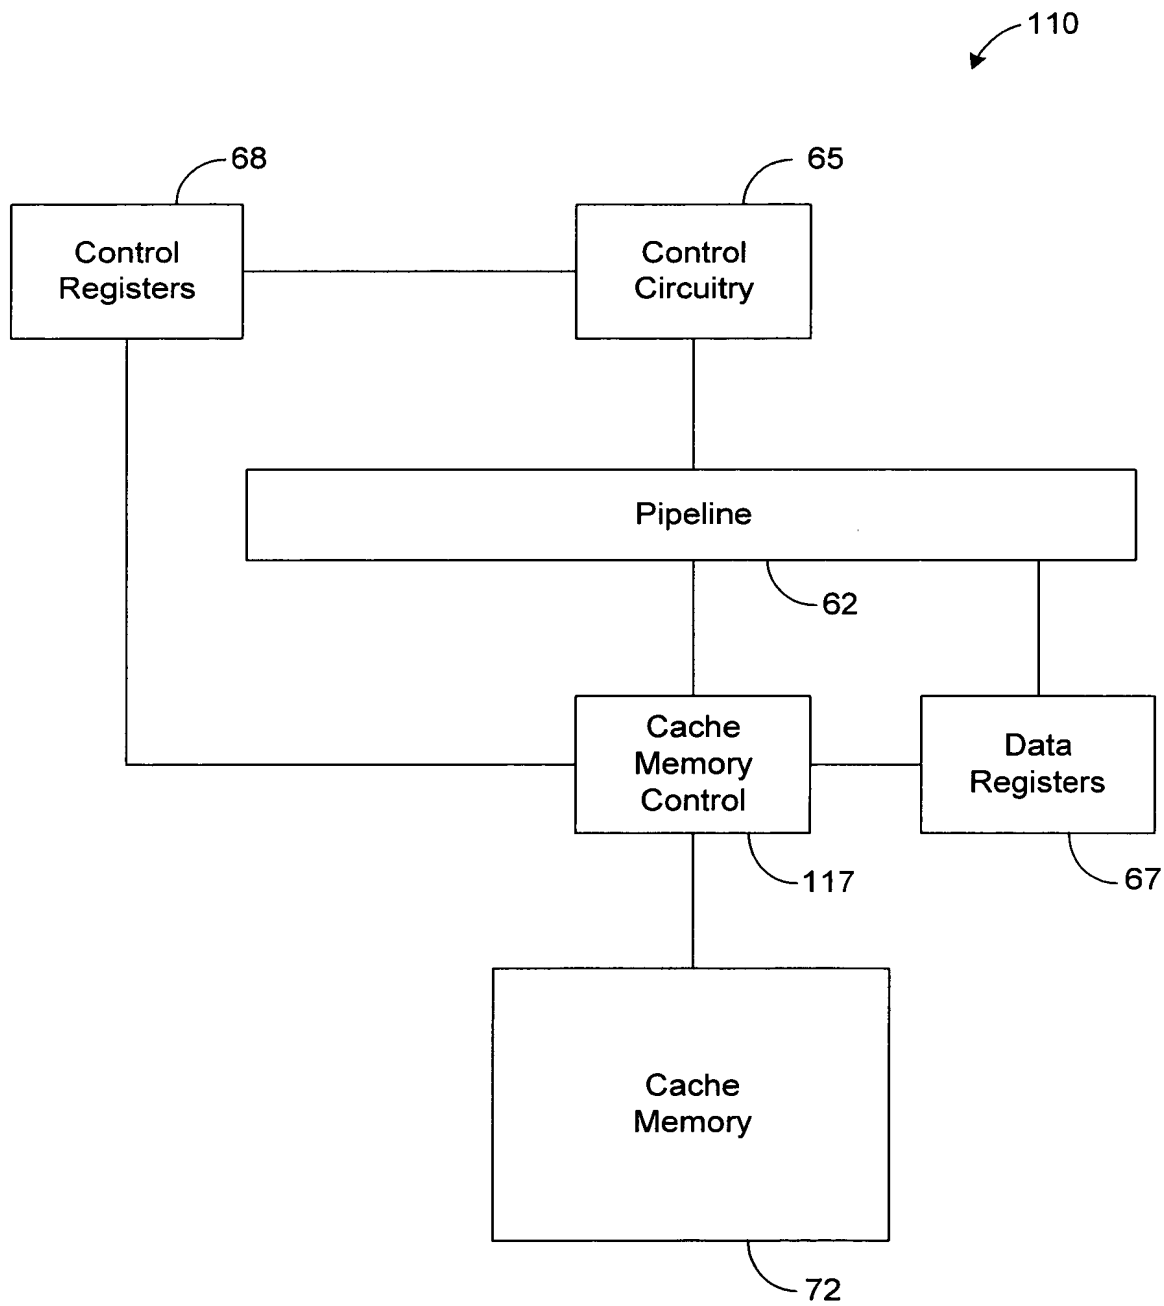 110
68
65
Control
Registers
Control
Circuitry
Pipeline
62
Cache
Memory
Control
Data
Registers
117
67
Cache
Memory
72